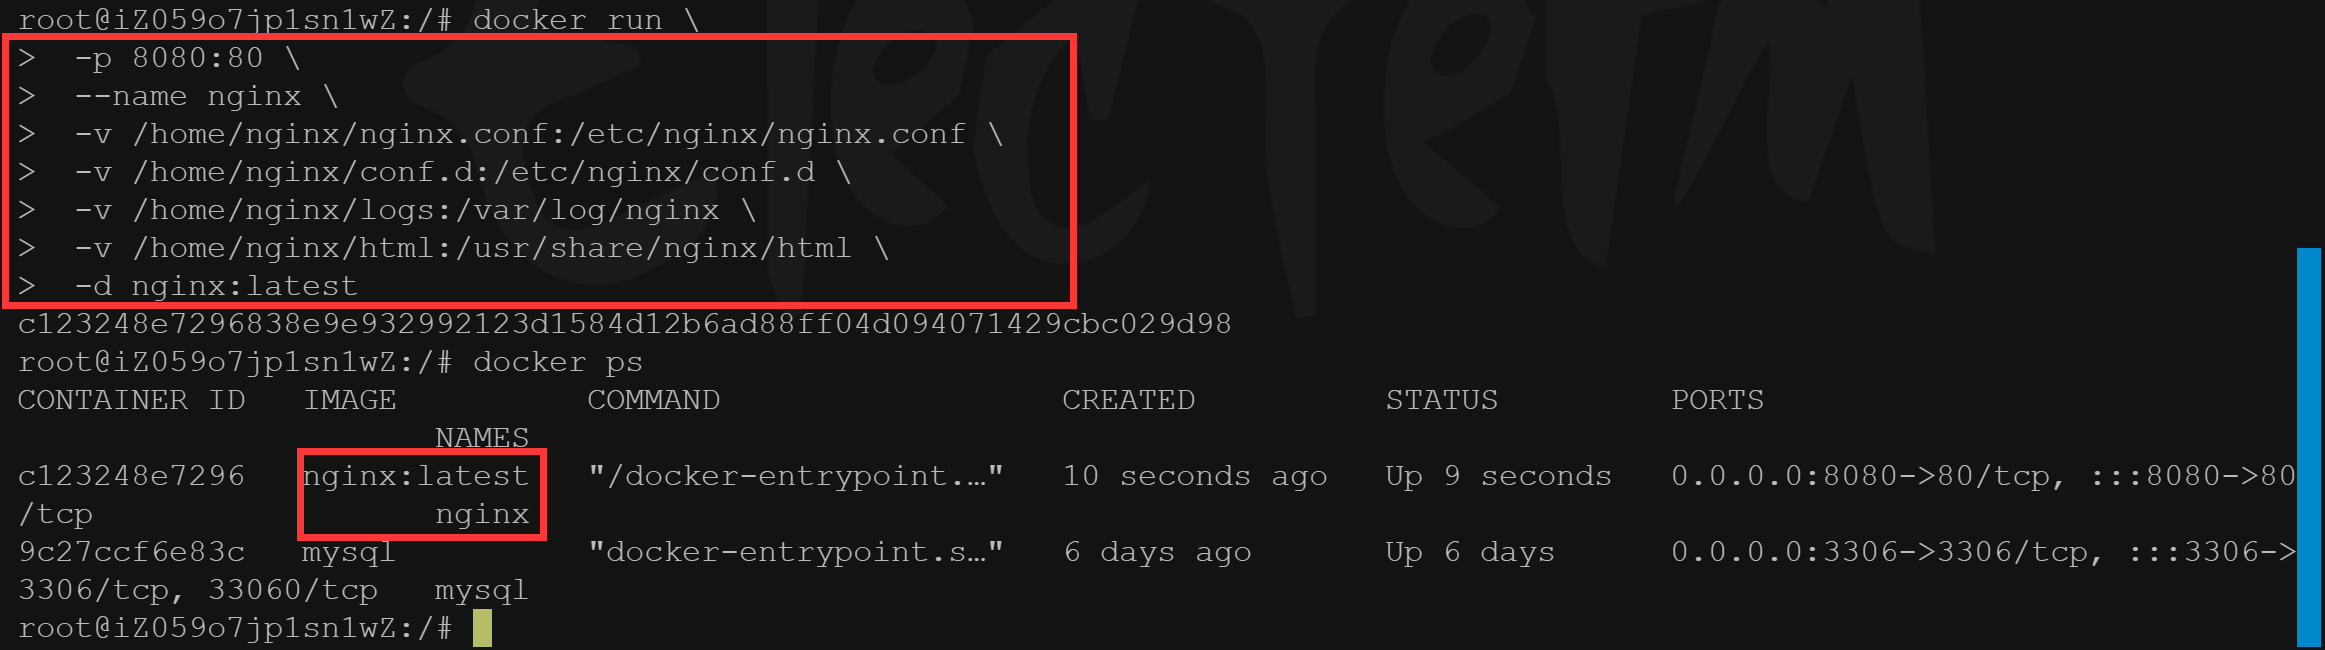 root@iZ059o7jp1sn1wZ:/# docker run \
>  -p 8080:80 \
>  --name nginx \
>  -v /home/nginx/nginx.conf:/etc/nginx/nginx.conf \
>  -v /home/nginx/conf.d:/etc/nginx/conf.d \
>  -v /home/nginx/logs:/var/log/nginx \
>  -v /home/nginx/html:/usr/share/nginx/html \
>  -d nginx:latest
c123248e7296838e9e932992123d1584d12b6ad88ff04d094071429cbc029d98
root@iZ059o7jp1sn1wZ:/# docker ps
CONTAINER ID   IMAGE          COMMAND                  CREATED          STATUS         PORTS
                      NAMES
c123248e7296   nginx:latest   "/docker-entrypoint.…"   10 seconds ago   Up 9 seconds   0.0.0.0:8080->80/tcp, :::8080->80
/tcp                  nginx
9c27ccf6e83c   mysql          "docker-entrypoint.s…"   6 days ago       Up 6 days      0.0.0.0:3306->3306/tcp, :::3306->
3306/tcp, 33060/tcp   mysql
root@iZ059o7jp1sn1wZ:/#
electerm